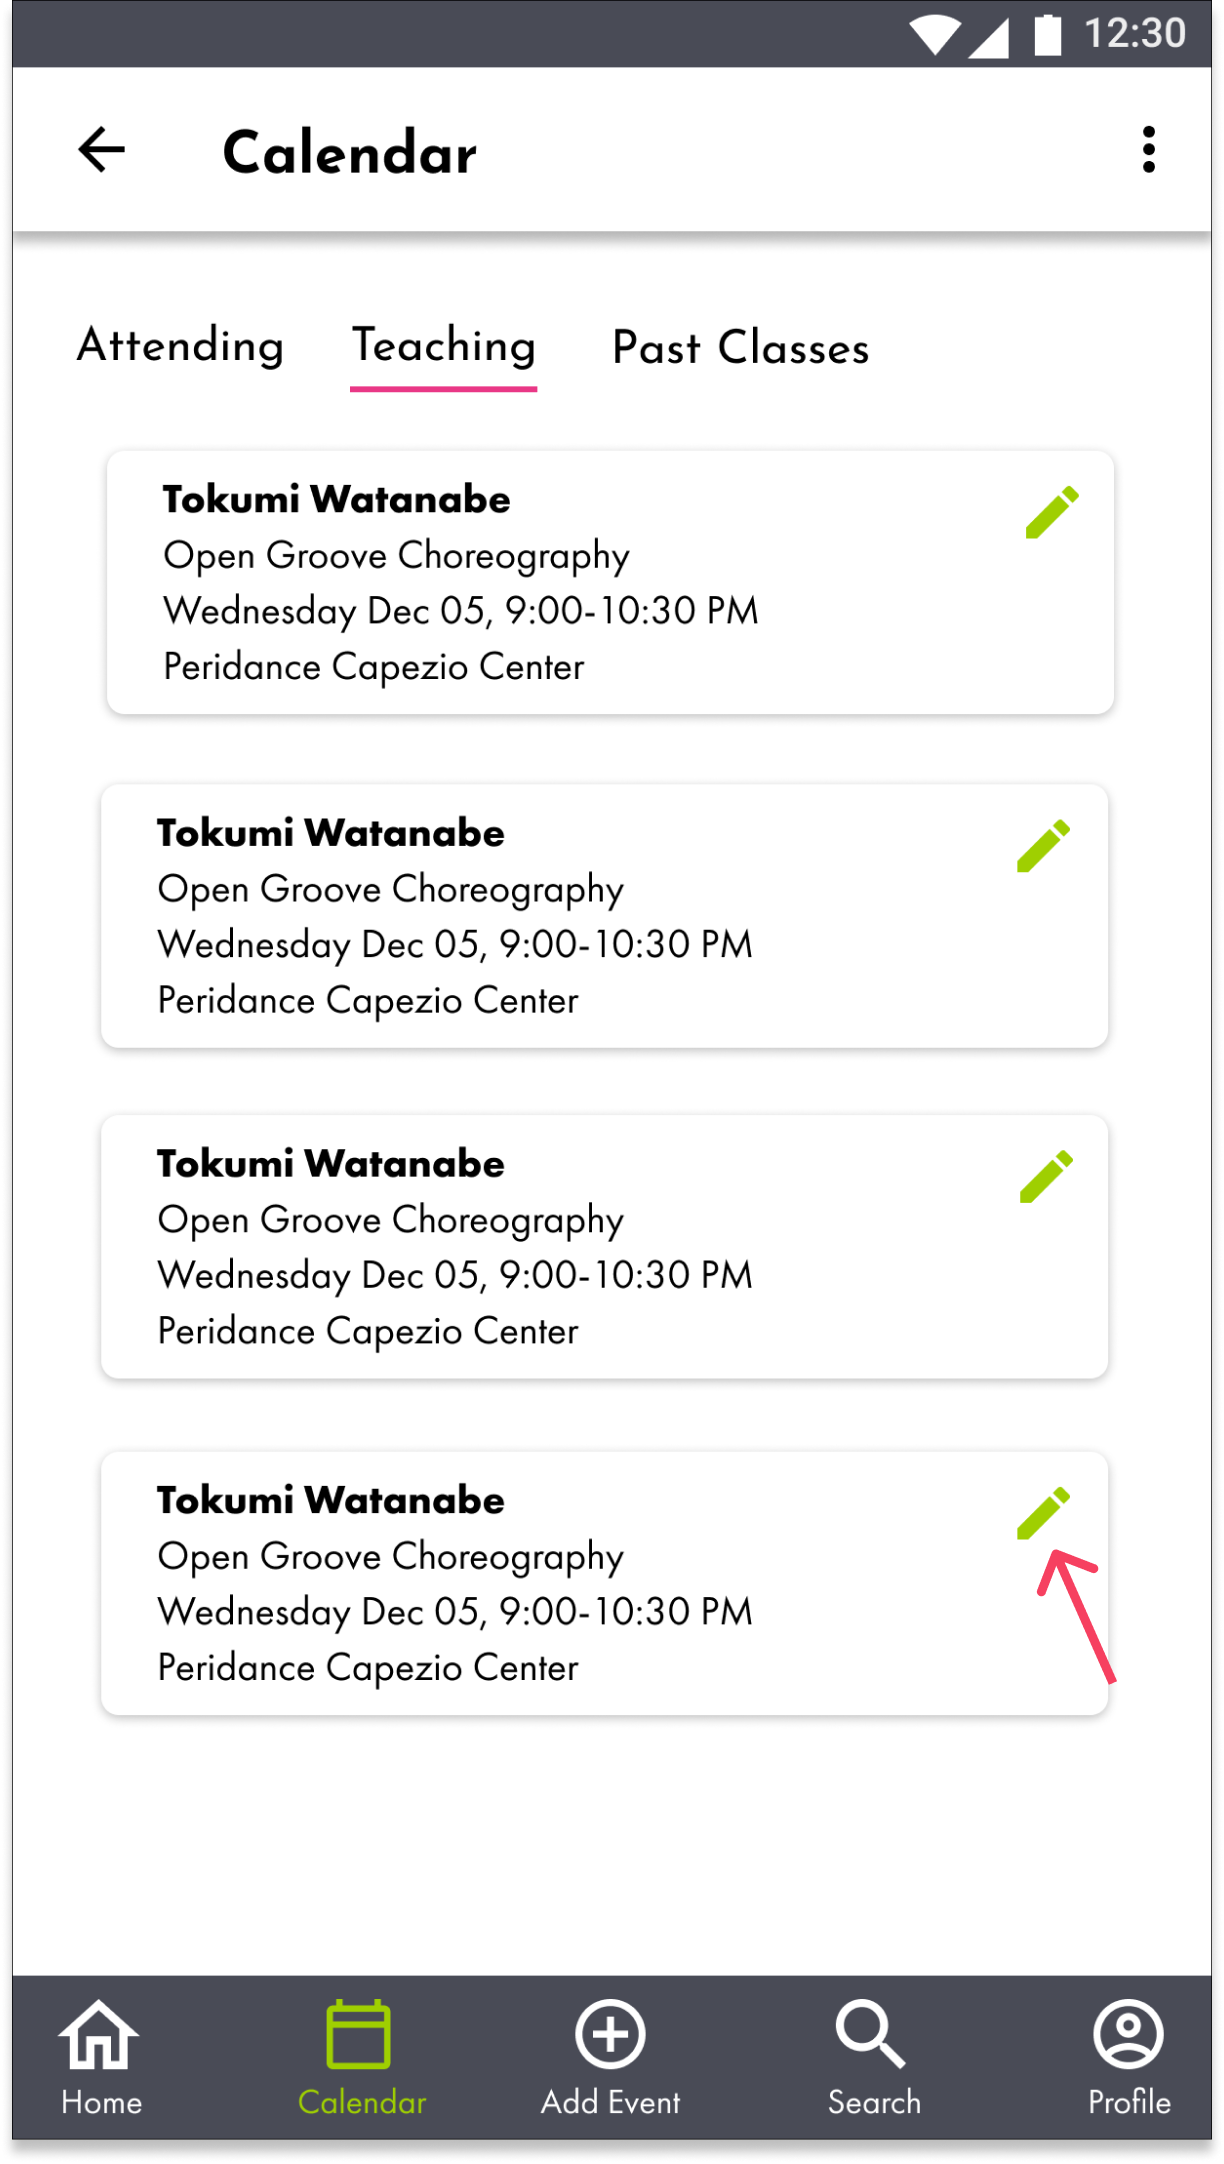 12:30
Calendar
Attending Teaching Past Classes
Tokumi Watanabe
Open Groove Choreography
Wednesday Dec 05, 9:00-10:30 PM
Peridance Capezio Center
Tokumi Watanabe
Open Groove Choreography
Wednesday Dec 05, 9:00-10:30 PM
Peridance Capezio Center
Tokumi Watanabe
Open Groove Choreography
Wednesday Dec 05, 9:00-10:30 PM
Peridance Capezio Center
Tokumi Watanabe
Open Groove Choreography
Wednesday Dec 05, 9:00-10:30 PM
Peridance Capezio Center
Home Calendar Add Event Search Profile